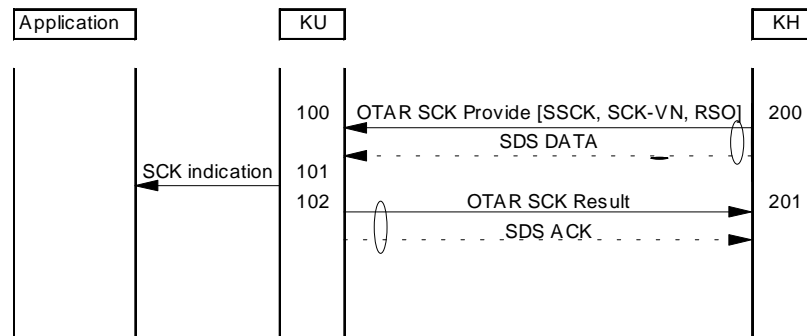 Application KU KH
100 OTAR SCK Provide [SSCK, SCK-VN, RSO] 200
SDS DATA
SCK indication 101
102 OTAR SCK Result 201
SDS ACK